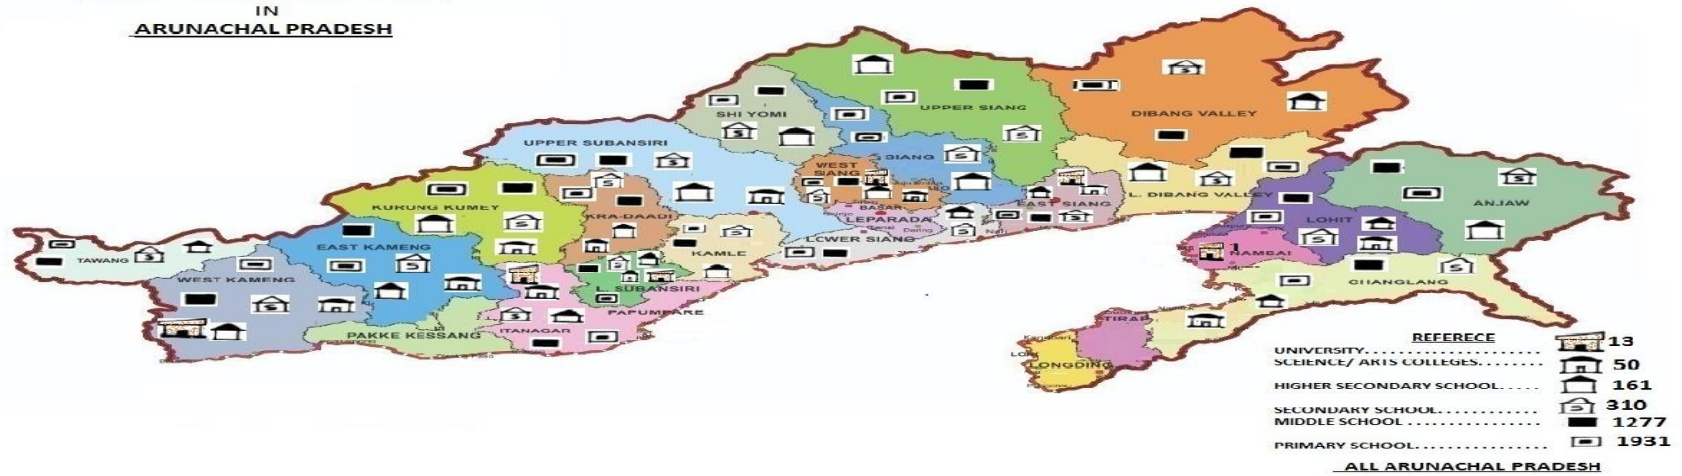 IN
ARUNACHAL PRADESH
UPPER SIANG
DIBANG VALLEY
SHI YOMI
UPPER SUBANSIRI
SIANG
WEST
SIANG
L. DIBANG VALLEY
ANJAW
KURUNG KUMEY
KRA-DAADI
BASAR
LEPARADA
EAST SIANG
LOHIT
LOWER SIANG
EAST KAMENG
TAWANG
KAMLE
1
NAMSAI
WEST KAMENG
L. SUBANSIRI
CHANGLANG
PAPUMPARE
PAKKE KESSANG
ITANAGAR
TIRAP
LONGDING
REFERECE
UNIVERSITY. . . . . . . . . . . . . . . . . . . . . . . 13
SCEIENCE/ ARTS COLLEGES. . . . . . . . 50
HIGHER SECONDARY SCHOOL. . . . . 161
SECONDARY SCHOOL. . . . . . . . . . . . . 310
MIDDLE SCHOOL . . . . . . . . . . . . . . . . . 1277
PRIMARY SCHOOL. . . . . . . . . . . . . . . . . 1931
ALL ARUNACHAL PRADESH